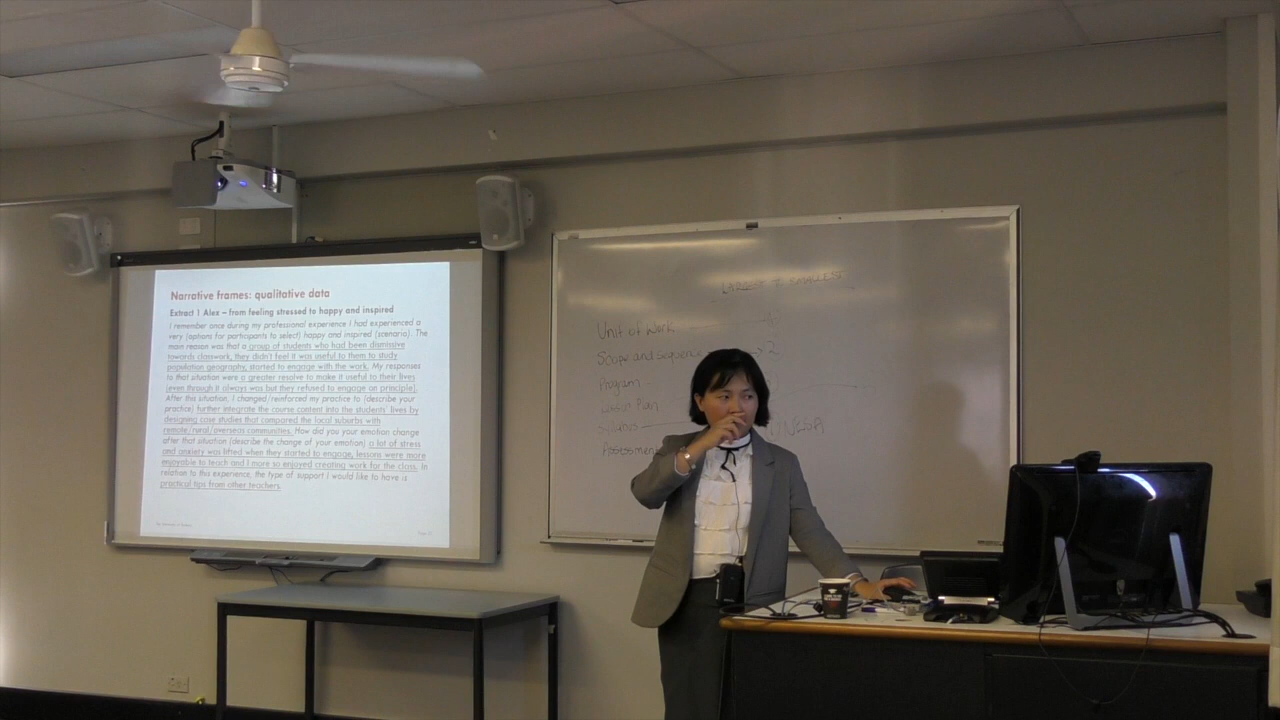 Narrative frames: qualitative data
Extract 1 Alex – from feeling stressed to happy and inspired
I remember once during my professional experience I had experienced a
very (options for participants to select) happy and inspired (scenario). The
main reason was that a group of students who had been dismissive
towards classwork, they didn't feel it was useful to them to study
population geography, started to engage with the work. My responses
to that situation were a greater resolve to make it useful to their lives
(even through it always was but they refused to engage on principle).
After this situation, I changed/reinforced my practice to (describe your
practice) further integrate the course content into the students' lives by
designing case studies that compared the local suburbs with
remote/rural/overseas communities. How did your emotion change
after that situation (describe the change of your emotion) a lot of stress
and anxiety was lifted when they started to engage, lessons were more
enjoyable to teach and I more so enjoyed creating work for the class. In
relation to this experience, the type of support I would like to have is
practical tips from other teachers.
The University of Sydney
Page
LARGEST → SMALLEST
Unit of Work
Scope and sequence → 2
Program
Lesson Plan
Sylabus
Assessment